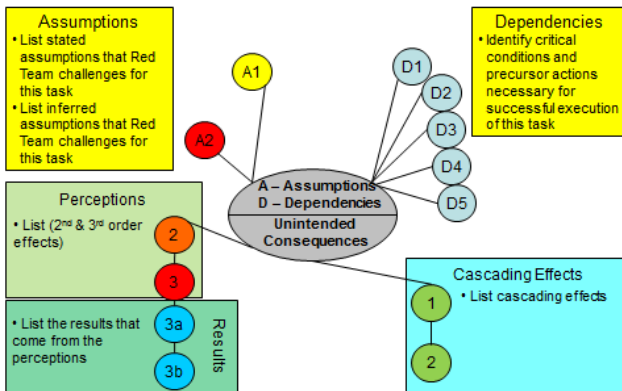 Assumptions
• List stated
assumptions that Red
Team challenges for
this task
• List inferred
assumptions that Red
Team challenges for
this task
A1
A2
D1
D2
D3
D4
D5
Dependencies
• Identify critical
conditions and
precursor actions
necessary for
successful execution
of this task
A – Assumptions
D – Dependencies
Unintended
Consequences
Perceptions
• List (2nd & 3rd order
effects)
2
3
• List the results that
come from the
perceptions
3a
3b
Results
Cascading Effects
• List cascading effects
1
2